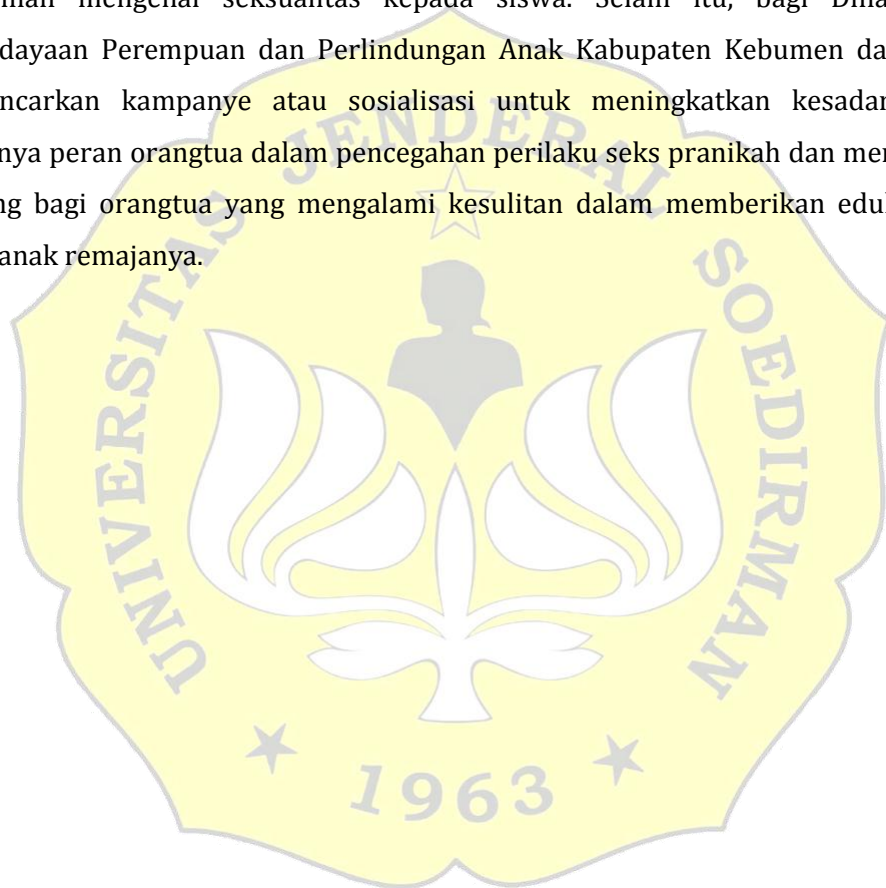 man mengenai seksualitas kepada siswa. Selain itu, bagi Dina
dayaan Perempuan dan Perlindungan Anak Kabupaten Kebumen da
ncarkan kampanye atau sosialisasi untuk meningkatkan kesadar
nya peran orangtua dalam pencegahan perilaku seks pranikah dan me
ng bagi orangtua yang mengalami kesulitan dalam memberikan edu
anak remajanya.
UNIVERSITAS JENDERAL SOEDIRMAN
1963